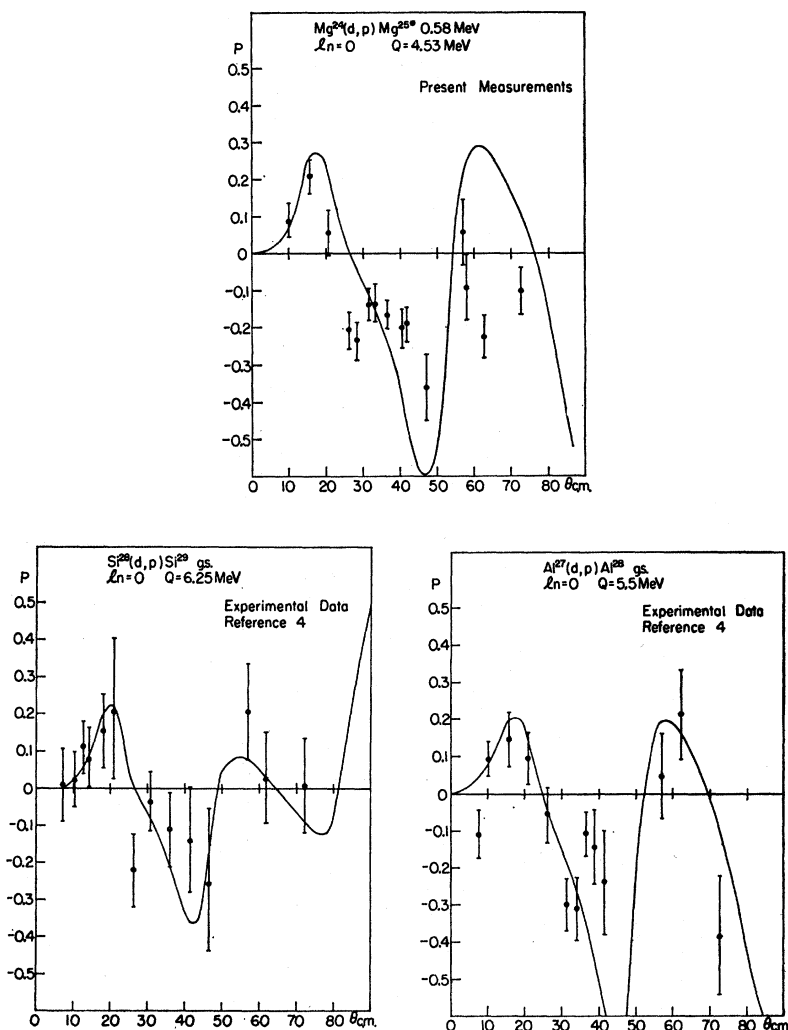 Mg²⁴(d,p) Mg²⁵* 0.58 MeV
ℓn=0 Q=4.53 MeV
P
Present Measurements
0.5
0.4
0.3
0.2
0.1
0
-0.1
-0.2
-0.3
-0.4
-0.5
0 10 20 30 40 50 60 70 80 θc.m.
Si²⁸(d,p) Si²⁹ gs.
ℓn=0 Q=6.25 MeV
P
Experimental Data
Reference 4
0.5
0.4
0.3
0.2
0.1
0
-0.1
-0.2
-0.3
-0.4
-0.5
0 10 20 30 40 50 60 70 80 θc.m.
Al²⁷(d,p) Al²⁸ gs.
ℓn=0 Q=5.5 MeV
P
Experimental Data
Reference 4
0.5
0.4
0.3
0.2
0.1
0
-0.1
-0.2
-0.3
-0.4
-0.5
0 10 20 30 40 50 60 70 80 θc.m.